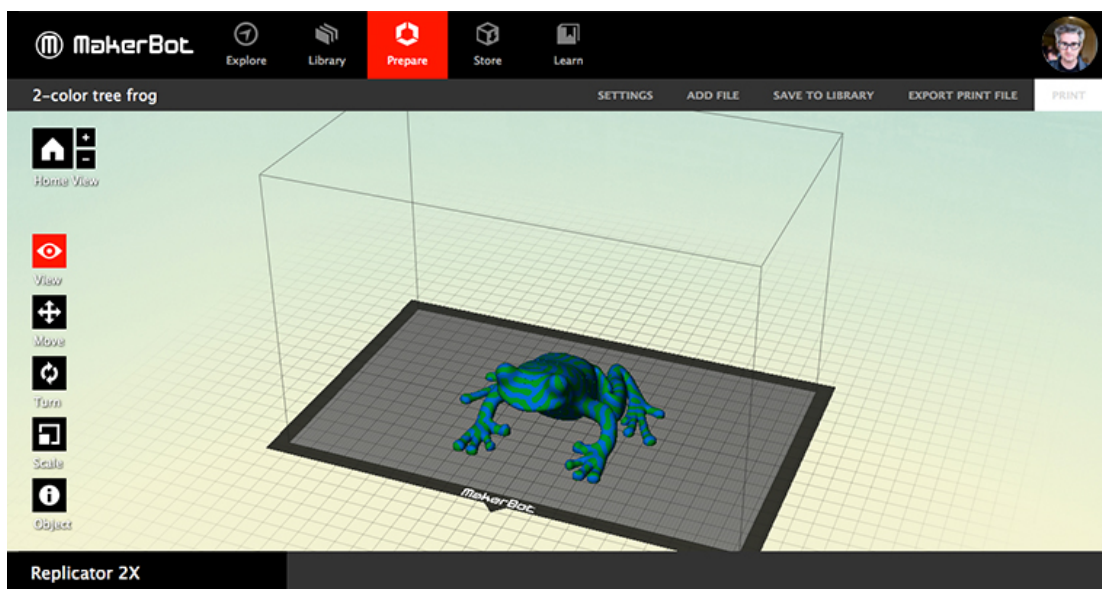 MakerBot
Explore
Library
Prepare
Store
Learn
2-color tree frog
SETTINGS
ADD FILE
SAVE TO LIBRARY
EXPORT PRINT FILE
PRINT
+
-
Home View
View
Move
Turn
Scale
Object
MakerBot
Replicator 2X